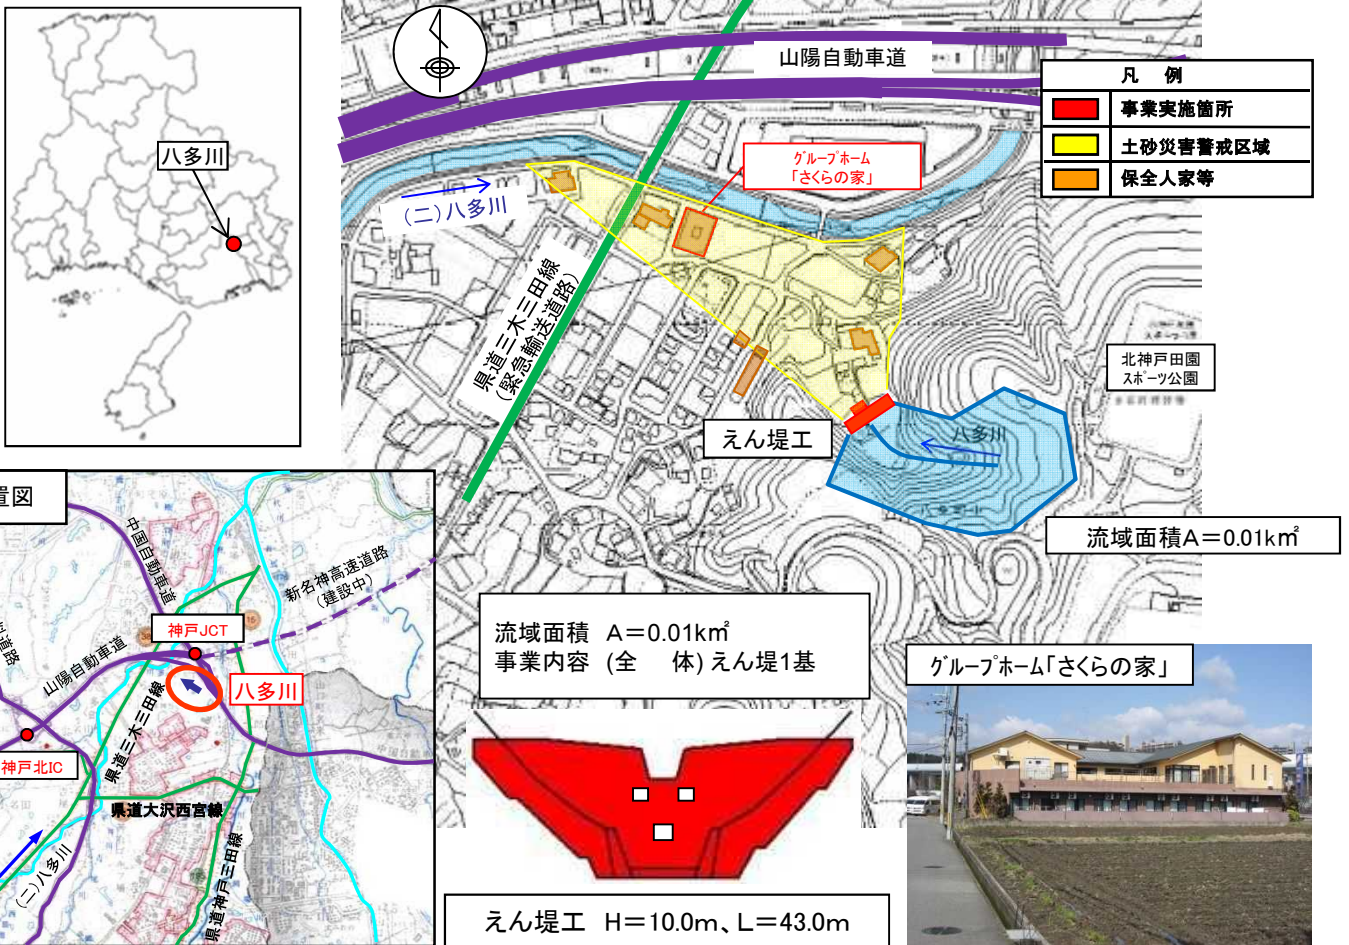 八多川
山陽自動車道
凡 例
事業実施箇所
土砂災害警戒区域
保全人家等
グループホーム
「さくらの家」
(二)八多川
県道三木三田線
(緊急輸送道路)
北神戸田園
スポーツ公園
えん堤工
八多川
流域面積A=0.01k㎡
置図
中国自動車道
新名神高速道路
(建設中)
神戸JCT
山陽自動車道
八多川
県道三木三田線
神戸北IC
中国自動車
県道大沢西宮線
(二)八多川
県道神戸三田線
流域面積 A=0.01k㎡
事業内容 (全 体) えん堤1基
えん堤工 H=10.0m、L=43.0m
グループホーム「さくらの家」